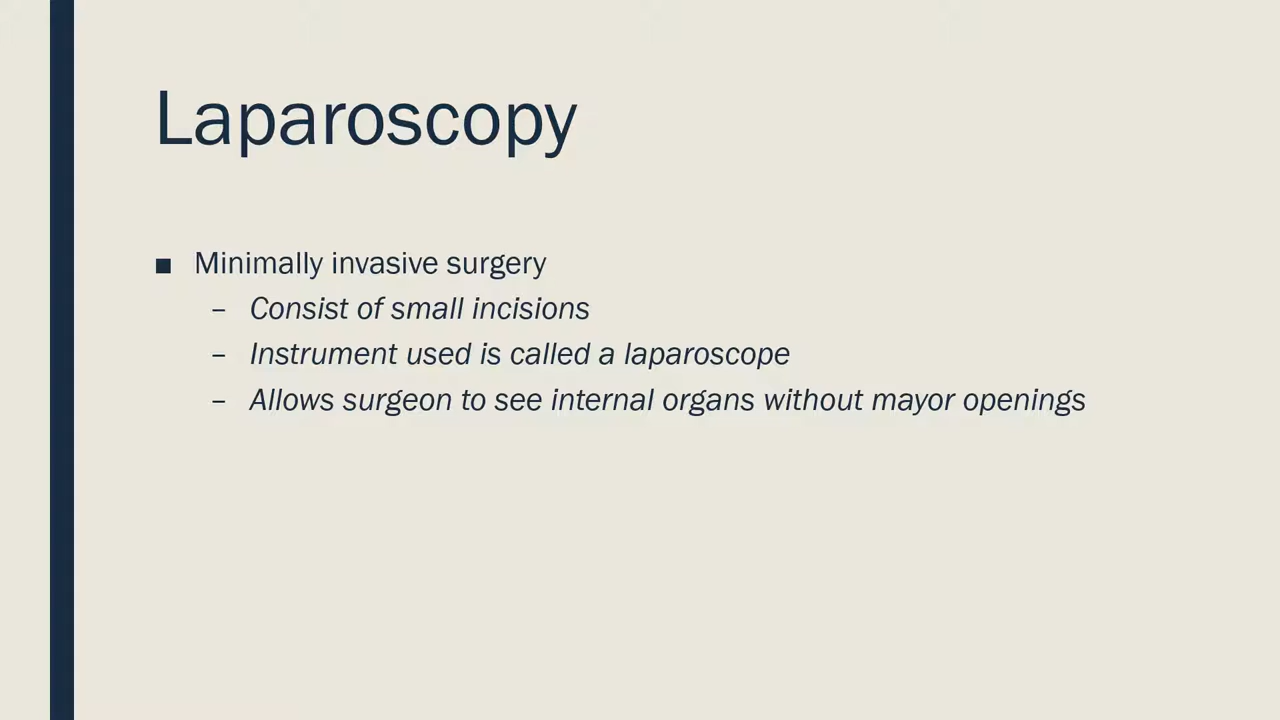 Laparoscopy
■ Minimally invasive surgery
– Consist of small incisions
– Instrument used is called a laparoscope
– Allows surgeon to see internal organs without mayor openings